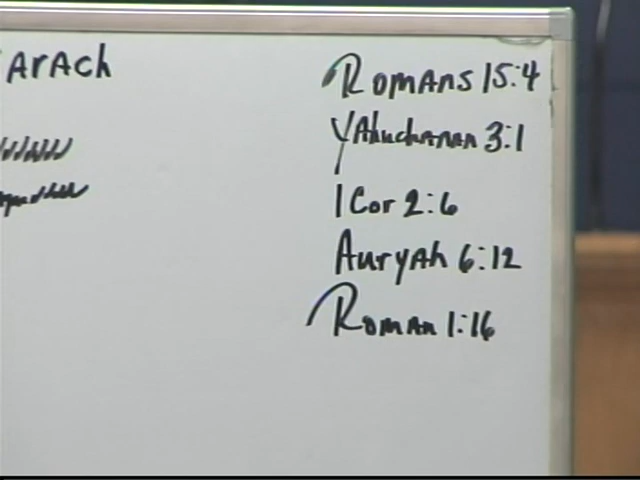 ARAch
Romans 15:4
YAhuchanan 3:1
1 Cor 2:6
Auryah 6:12
Roman 1:16